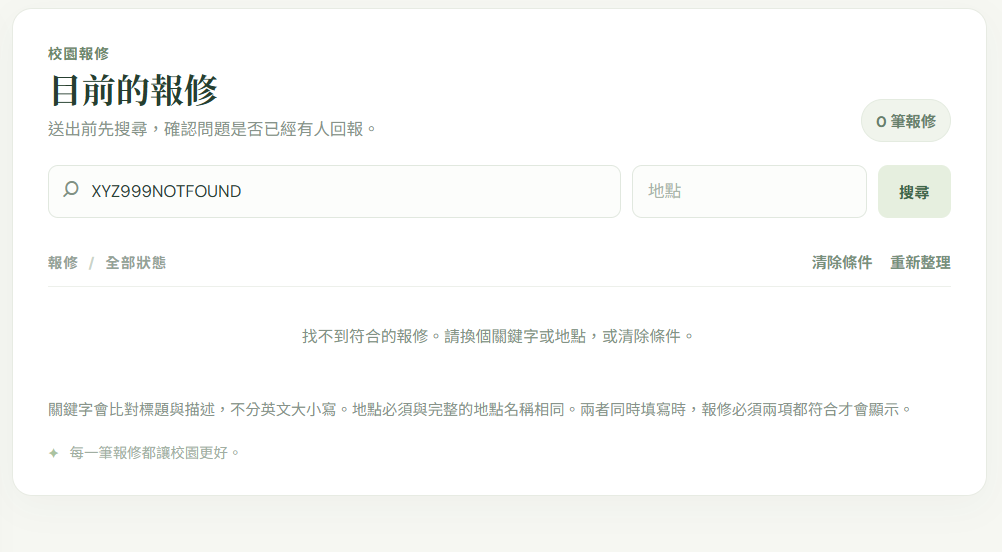 校園報修
目前的報修
送出前先搜尋，確認問題是否已經有人回報。
0 筆報修
XYZ999NOTFOUND
地點
搜尋
報修 / 全部狀態
清除條件 重新整理
找不到符合的報修。請換個關鍵字或地點，或清除條件。
關鍵字會比對標題與描述，不分英文大小寫。地點必須與完整的地點名稱相同。兩者同時填寫時，報修必須兩項都符合才會顯示。
✦ 每一筆報修都讓校園更好。